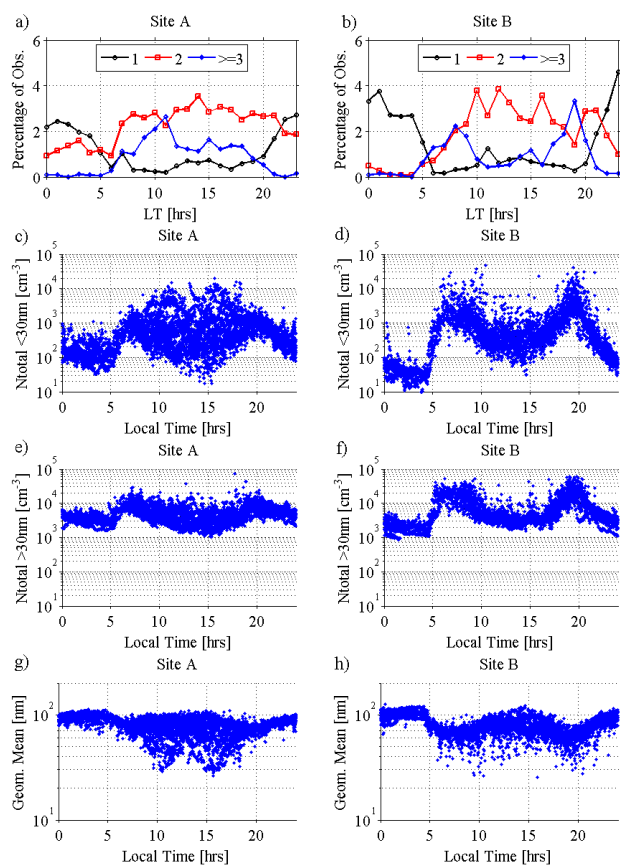 a) Site A
b) Site B
Percentage of Obs.
6
4
2
0
1 2 >=3
0 5 10 15 20
LT [hrs]
Percentage of Obs.
6
4
2
0
1 2 >=3
0 5 10 15 20
LT [hrs]
c) Site A
Ntotal <30nm [cm-3]
10^5
10^4
10^3
10^2
10^1
0 5 10 15 20
Local Time [hrs]
d) Site B
Ntotal <30nm [cm-3]
10^5
10^4
10^3
10^2
10^1
0 5 10 15 20
Local Time [hrs]
e) Site A
Ntotal >30nm [cm-3]
10^5
10^4
10^3
10^2
10^1
0 5 10 15 20
Local Time [hrs]
f) Site B
Ntotal >30nm [cm-3]
10^5
10^4
10^3
10^2
10^1
0 5 10 15 20
Local Time [hrs]
g) Site A
Geom. Mean [nm]
10^2
10^1
0 5 10 15 20
Local Time [hrs]
h) Site B
Geom. Mean [nm]
10^2
10^1
0 5 10 15 20
Local Time [hrs]